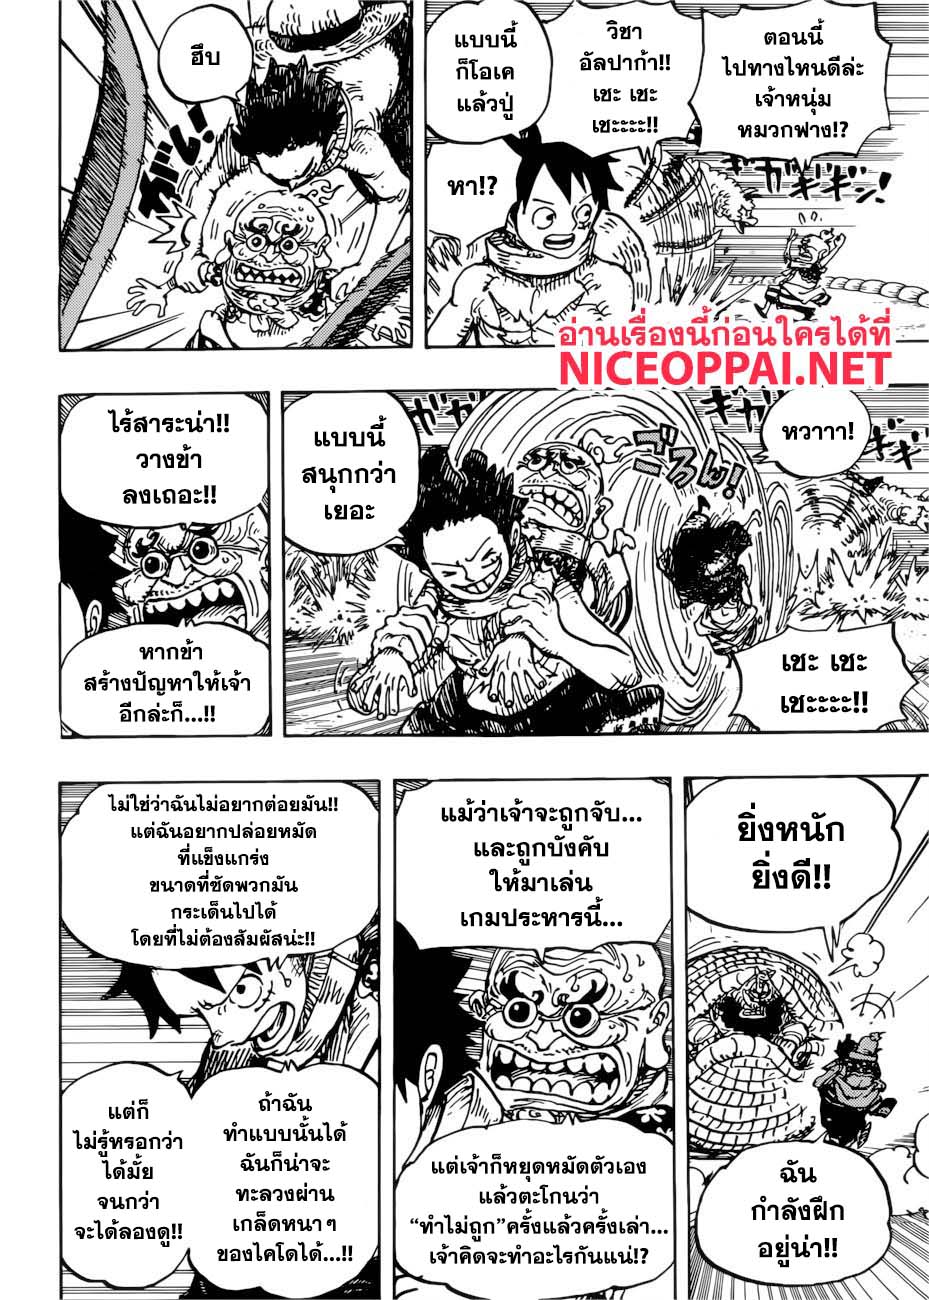 ตอนนี้
ไปทางไหนดีล่ะ
เจ้าหนุ่ม
หมวกฟาง!?
วิชา
อัลปาก้า!!
เชะ เชะ
เชะะะะ!!
แบบนี้
ก็โอเค
แล้วปู่
หา!?
ฮึบ
ガギギギン!
ガバッ!
อ่านเรื่องนี้ก่อนใครได้ที่
NICEOPPAI.NET
หวาาา!
เชะ เชะ
เชะะะะ!!
ゴろん!
แบบนี้
สนุกกว่า
เยอะ
ไร้สาระน่า!!
วางข้า
ลงเถอะ!!
หากข้า
สร้างปัญหาให้เจ้า
อีกล่ะก็...!!
ยิ่งหนัก
ยิ่งดี!!
ฉัน
กำลังฝึก
อยู่น่า!!
แม้ว่าเจ้าจะถูกจับ...
และถูกบังคับ
ให้มาเล่น
เกมประหารนี้...
แต่เจ้าก็หยุดหมัดตัวเอง
แล้วตะโกนว่า
“ทำไม่ถูก”ครั้งแล้วครั้งเล่า...
เจ้าคิดจะทำอะไรกันแน่!?
ไม่ใช่ว่าฉันไม่อยากต่อยมัน!!
แต่ฉันอยากปล่อยหมัด
ที่แข็งแกร่ง
ขนาดที่ซัดพวกมัน
กระเด็นไปได้
โดยที่ไม่ต้องสัมผัสน่ะ!!
ถ้าฉัน
ทำแบบนั้นได้
ฉันก็น่าจะ
ทะลวงผ่าน
เกล็ดหนาๆ
ของไคโดได้...!!
แต่ก็
ไม่รู้หรอกว่า
ได้มั้ย
จนกว่า
จะได้ลองดู!!